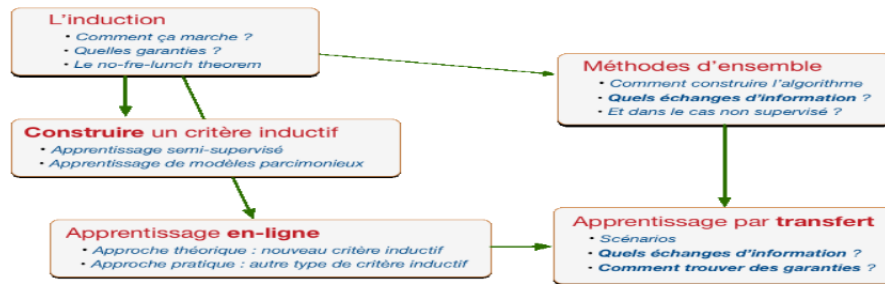 L'induction
• Comment ça marche ?
• Quelles garanties ?
• Le no-fre-lunch theorem
Méthodes d'ensemble
• Comment construire l'algorithme
• Quels échanges d'information ?
• Et dans le cas non supervisé ?
Construire un critère inductif
• Apprentissage semi-supervisé
• Apprentissage de modèles parcimonieux
Apprentissage en-ligne
• Approche théorique : nouveau critère inductif
• Approche pratique : autre type de critère inductif
Apprentissage par transfert
• Scénarios
• Quels échanges d'information ?
• Comment trouver des garanties ?